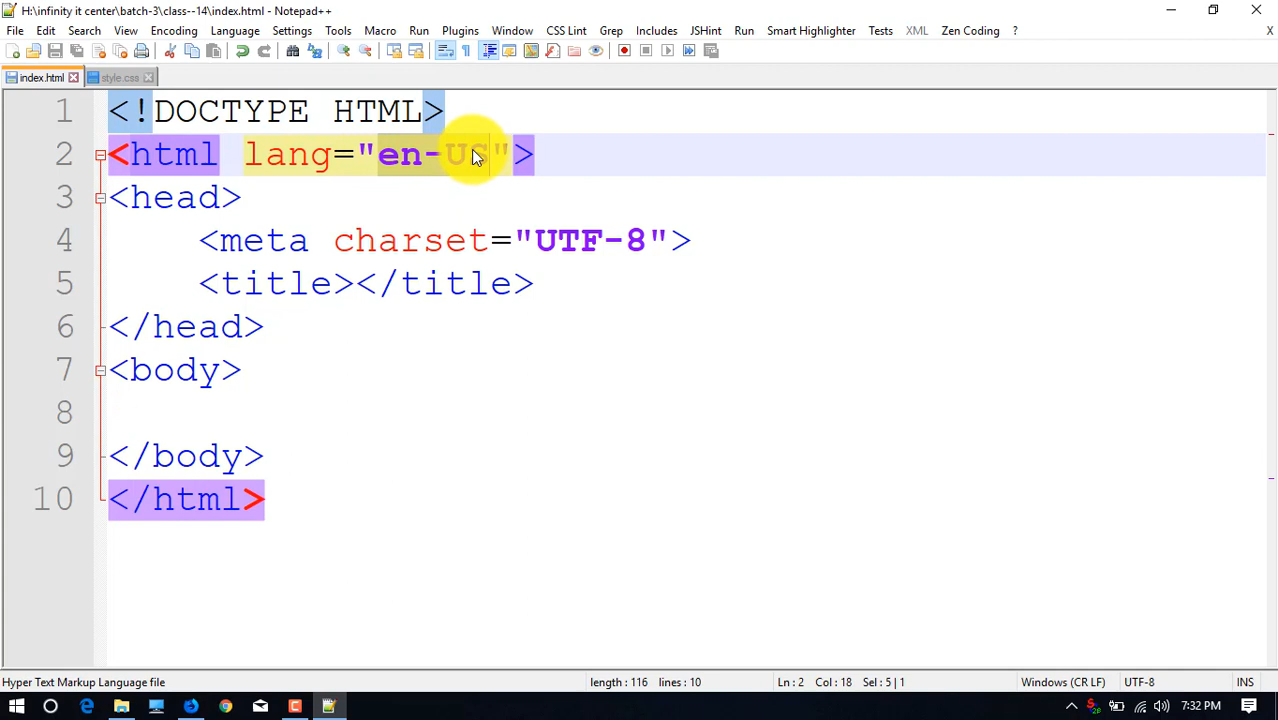 H:\infinity it center\batch-3\class--14\index.html - Notepad++
File Edit Search View Encoding Language Settings Tools Macro Run Plugins Window CSS Lint Grep Includes JSHint Run Smart Highlighter Tests XML Zen Coding ? X
index.html style.css
1 <!DOCTYPE HTML>
2 <html lang="en-US">
3 <head>
4 <meta charset="UTF-8">
5 <title></title>
6 </head>
7 <body>
8
9 </body>
10 </html>
Hyper Text Markup Language file length : 116 lines : 10 Ln : 2 Col : 18 Sel : 5 | 1 Windows (CR LF) UTF-8 INS
7:32 PM